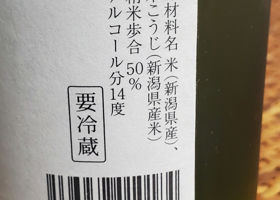 材料名 米(新潟県産)、
こうじ(新潟県産米)
精米歩合 50%
ルコール分14度
要冷蔵